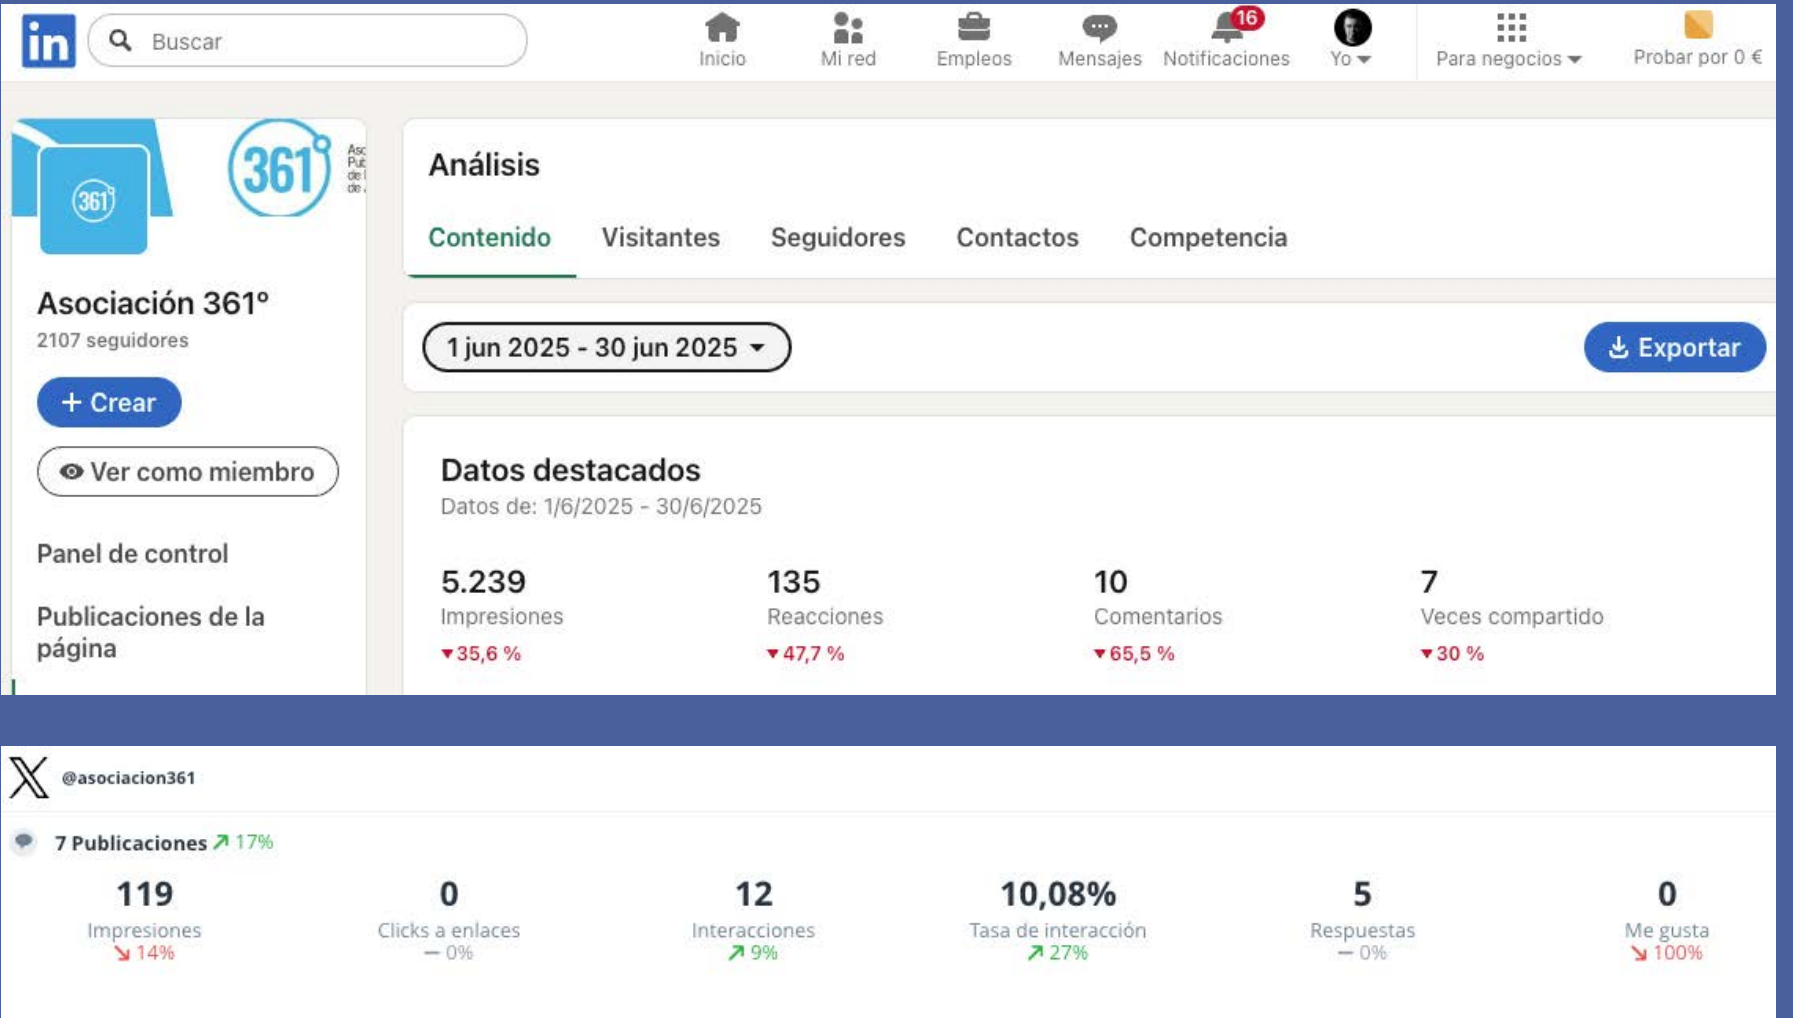 in
Buscar
Inicio
Mi red
Empleos
Mensajes
16
Notificaciones
Yo
Para negocios
Probar por 0 €
361°
361°
Asociación 361º
2107 seguidores
+ Crear
Ver como miembro
Panel de control
Publicaciones de la
página
Análisis
Contenido
Visitantes
Seguidores
Contactos
Competencia
1 jun 2025 - 30 jun 2025
Exportar
Datos destacados
Datos de: 1/6/2025 - 30/6/2025
5.239
Impresiones
▼35,6 %
135
Reacciones
▼47,7 %
10
Comentarios
▼65,5 %
7
Veces compartido
▼30 %
@asociacion361
7 Publicaciones ↗ 17%
119
Impresiones
↘ 14%
0
Clicks a enlaces
— 0%
12
Interacciones
↗ 9%
10,08%
Tasa de interacción
↗ 27%
5
Respuestas
— 0%
0
Me gusta
↘ 100%